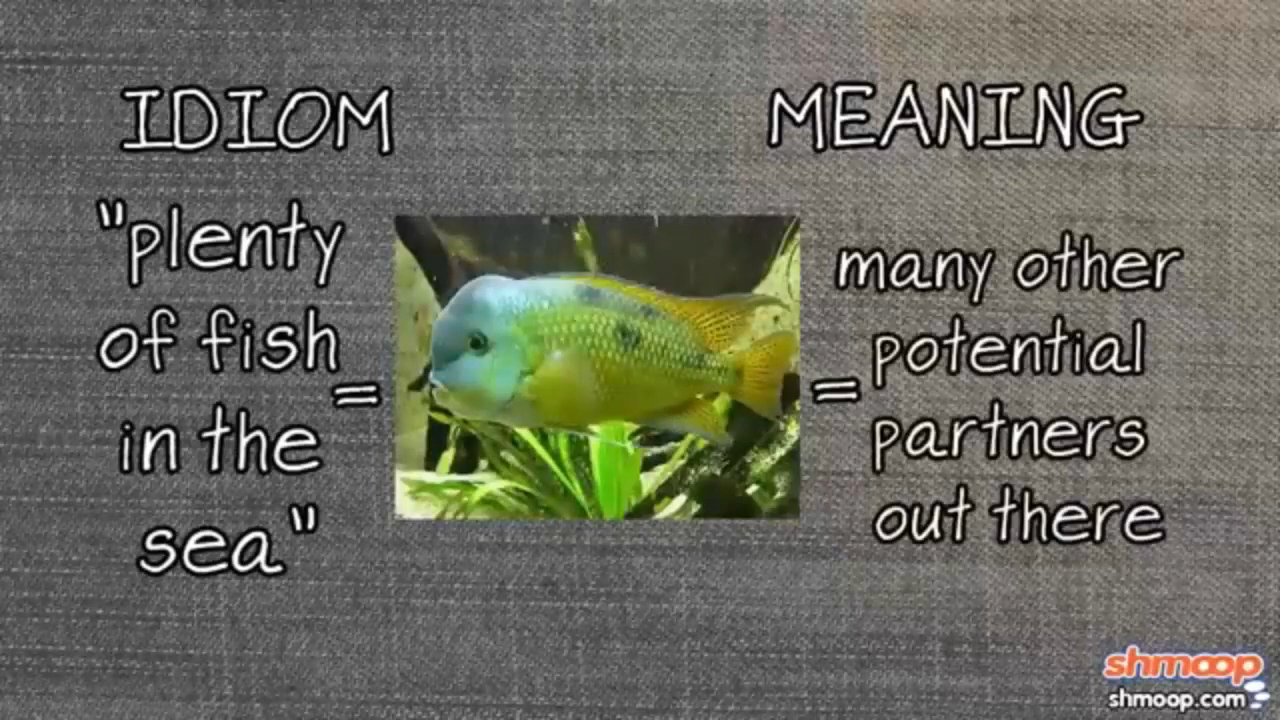 IDIOM
MEANING
"plenty
of fish
in the
sea"
=
=
many other
potential
partners
out there
shmoop
shmoop.com